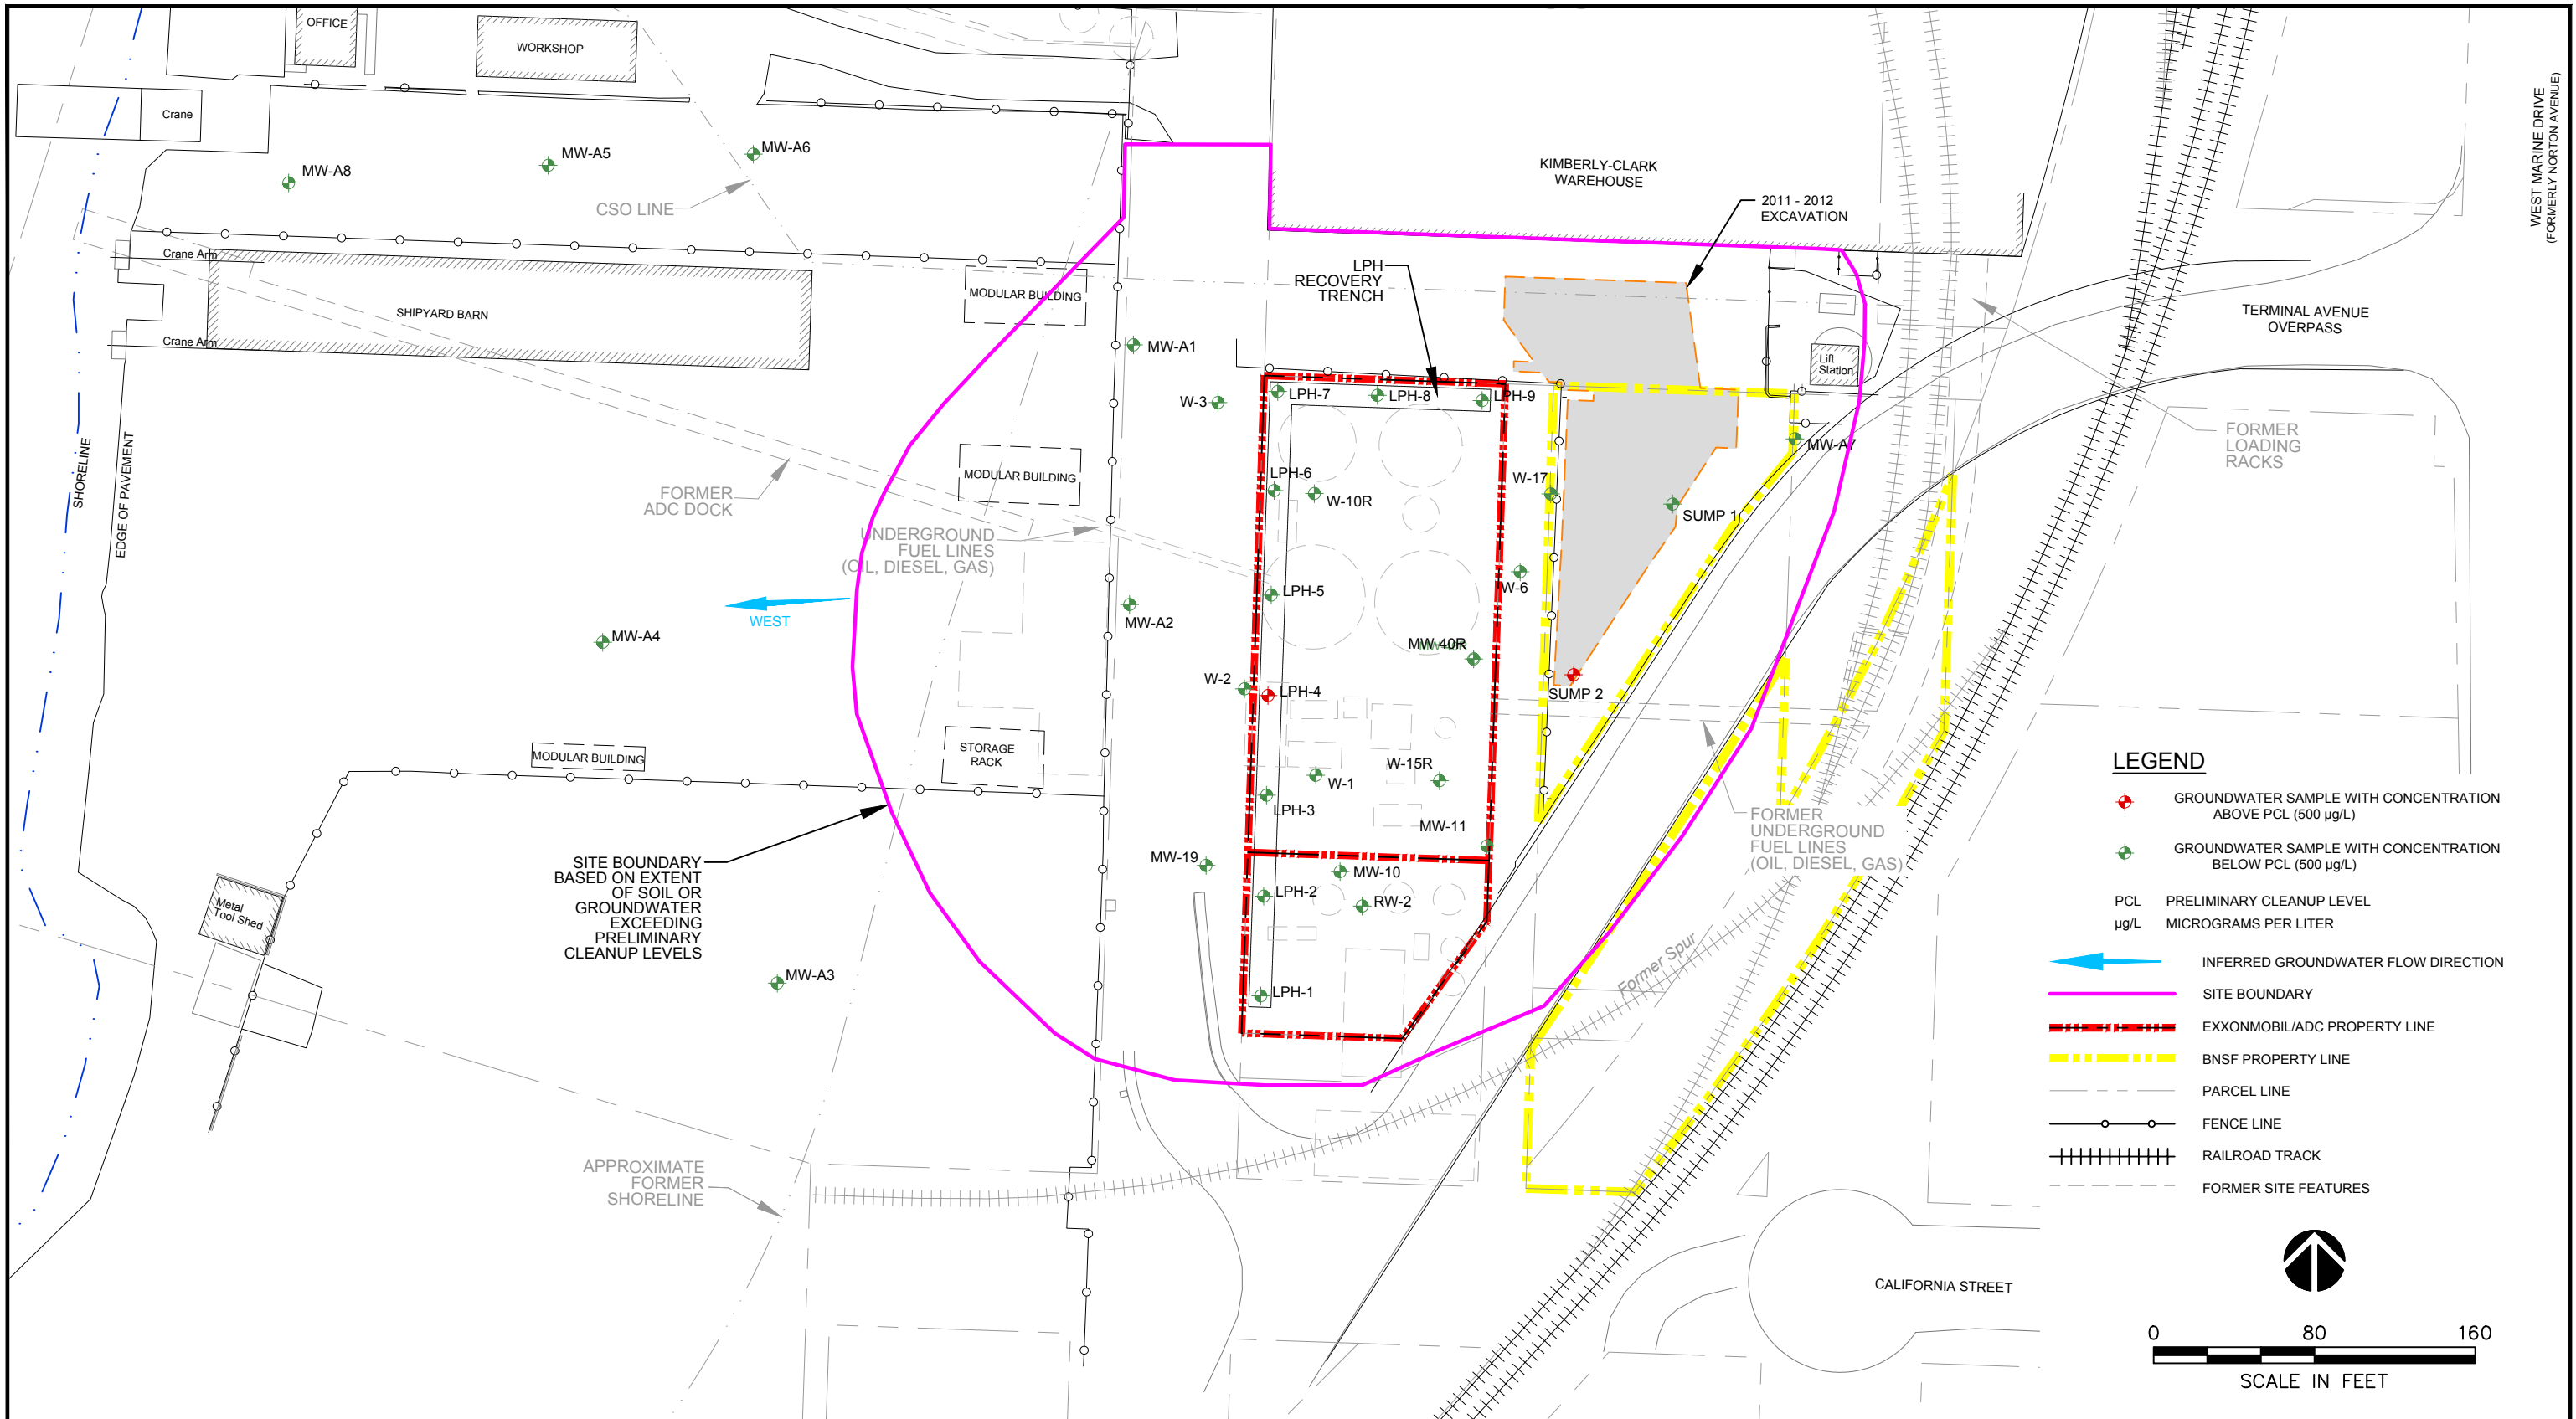 OFFICE
WORKSHOP
Crane
MW-A8
MW-A5
MW-A6
CSO LINE
KIMBERLY-CLARK
WAREHOUSE
2011 - 2012
EXCAVATION
WEST MARINE DRIVE
(FORMERLY NORTON AVENUE)
Crane Arm
SHIPYARD BARN
Crane Arm
MODULAR BUILDING
LPH
RECOVERY
TRENCH
MW-A1
TERMINAL AVENUE
OVERPASS
Lift
Station
W-3
LPH-7
LPH-8
LPH-9
MW-A7
FORMER
LOADING
RACKS
SHORELINE
EDGE OF PAVEMENT
MODULAR BUILDING
FORMER
ADC DOCK
LPH-6
W-10R
W-17
SUMP 1
UNDERGROUND
FUEL LINES
(OIL, DIESEL, GAS)
WEST
LPH-5
W-6
MW-A2
MW-A4
MW-40R
W-2
LPH-4
SUMP 2
MODULAR BUILDING
STORAGE
RACK
W-1
W-15R
LPH-3
MW-11
FORMER
UNDERGROUND
FUEL LINES
(OIL, DIESEL, GAS)
SITE BOUNDARY
BASED ON EXTENT
OF SOIL OR
GROUNDWATER
EXCEEDING
PRELIMINARY
CLEANUP LEVELS
MW-19
MW-10
LPH-2
RW-2
Metal
Tool Shed
MW-A3
LPH-1
Former Spur
APPROXIMATE
FORMER
SHORELINE
CALIFORNIA STREET
LEGEND
GROUNDWATER SAMPLE WITH CONCENTRATION
ABOVE PCL (500 µg/L)
GROUNDWATER SAMPLE WITH CONCENTRATION
BELOW PCL (500 µg/L)
PCL PRELIMINARY CLEANUP LEVEL
µg/L MICROGRAMS PER LITER
INFERRED GROUNDWATER FLOW DIRECTION
SITE BOUNDARY
EXXONMOBIL/ADC PROPERTY LINE
BNSF PROPERTY LINE
PARCEL LINE
FENCE LINE
RAILROAD TRACK
FORMER SITE FEATURES
0 80 160
SCALE IN FEET